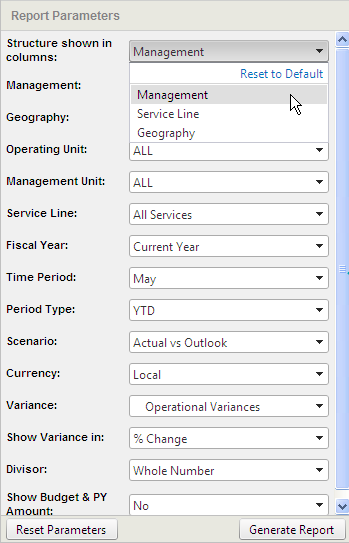 Report Parameters
Structure shown in
columns:
Management
Reset to Default
Management:
Management
Service Line
Geography:
Geography
Operating Unit:
ALL
Management Unit:
ALL
Service Line:
All Services
Fiscal Year:
Current Year
Time Period:
May
Period Type:
YTD
Scenario:
Actual vs Outlook
Currency:
Local
Variance:
Operational Variances
Show Variance in:
% Change
Divisor:
Whole Number
Show Budget & PY
Amount:
No
Reset Parameters
Generate Report